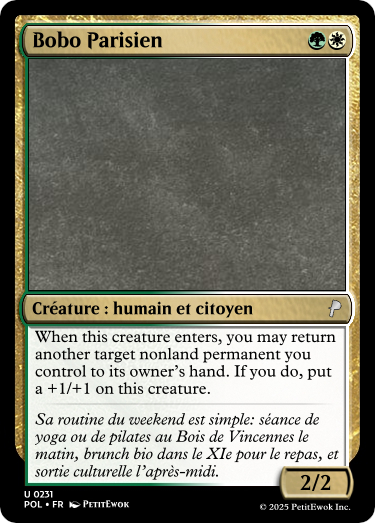 Bobo Parisien
Créature : humain et citoyen
When this creature enters, you may return
another target nonland permanent you
control to its owner's hand. If you do, put
a +1/+1 on this creature.
Sa routine du weekend est simple: séance de
yoga ou de pilates au Bois de Vincennes le
matin, brunch bio dans le XIe pour le repas, et
sortie culturelle l'après-midi.
2/2
U 0231
POL • FR PetitEwok
© 2025 PetitEwok Inc.